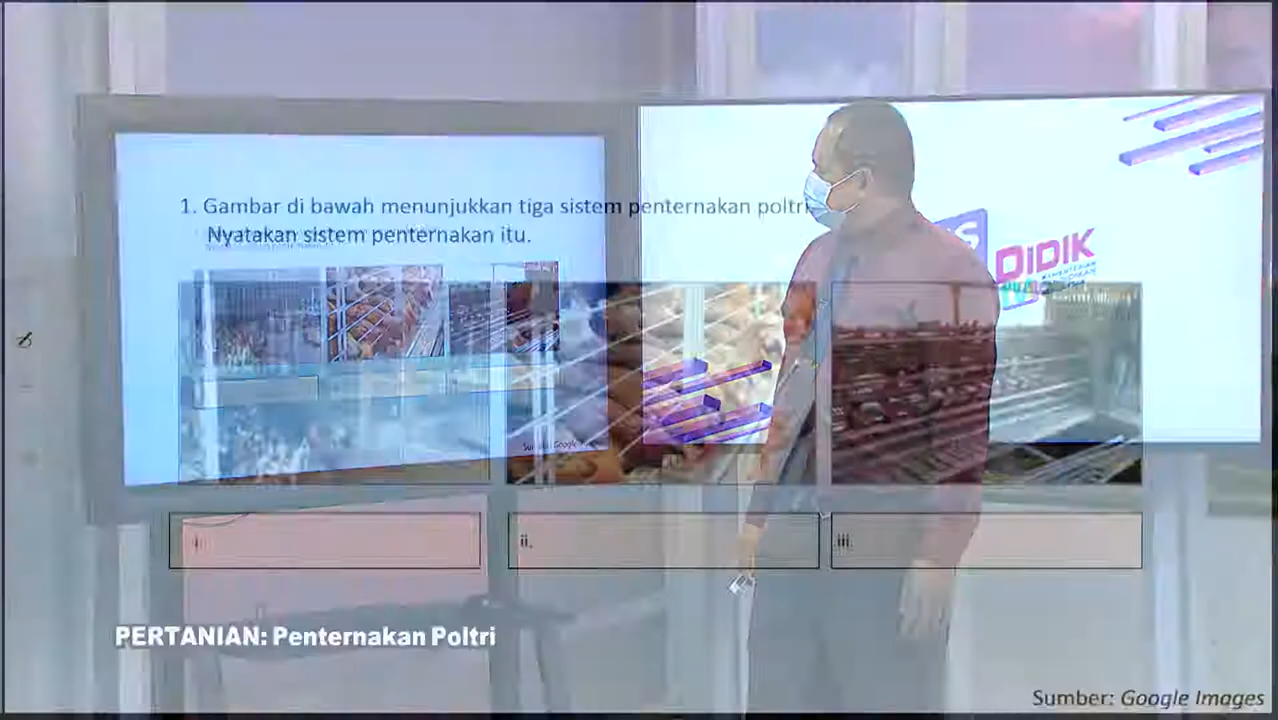 1. Gambar di bawah menunjukkan tiga sistem penternakan poltri
Nyatakan sistem penternakan itu.
DIDIK
i.
ii.
iii.
PERTANIAN: Penternakan Poltri
Sumber: Google Images